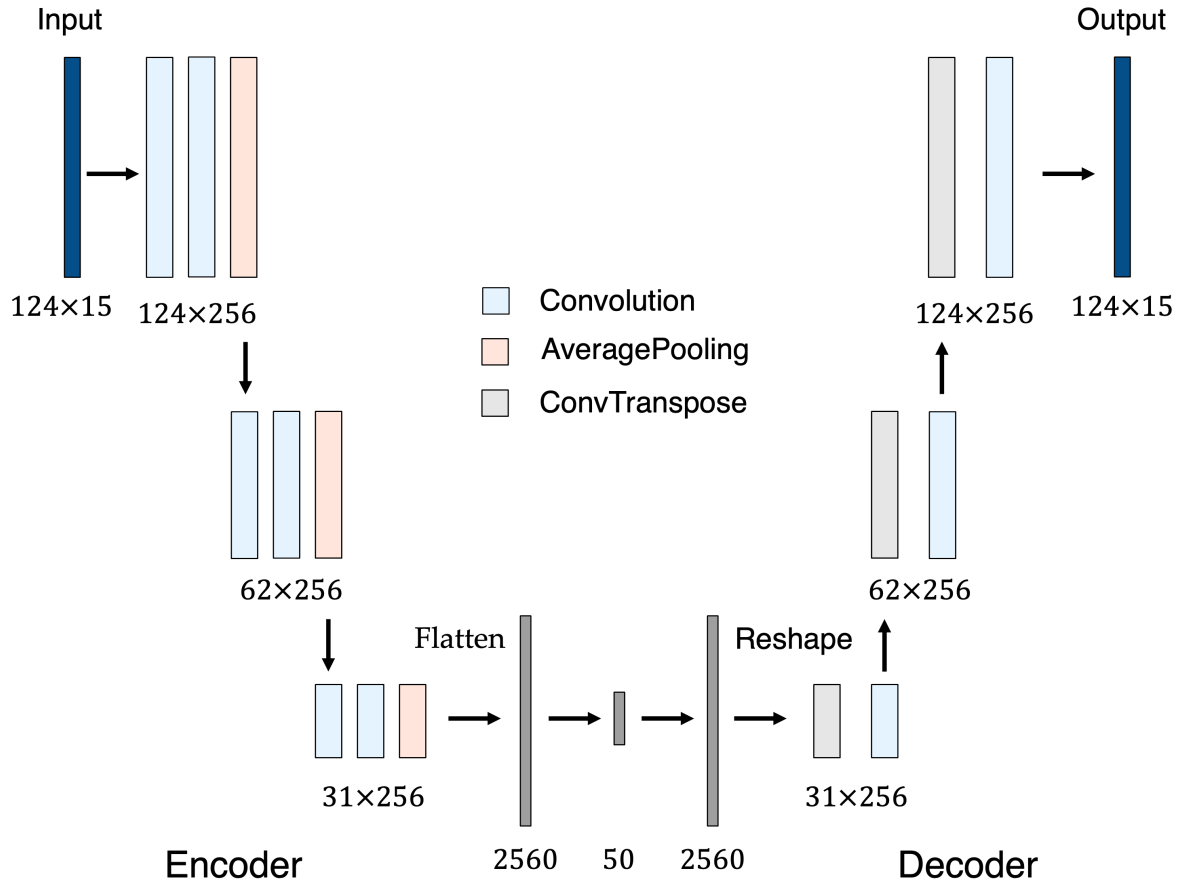 Input
Output
124×15
124×256
124×256
124×15
Convolution
AveragePooling
ConvTranspose
62×256
62×256
Flatten
Reshape
31×256
31×256
2560
50
2560
Encoder
Decoder